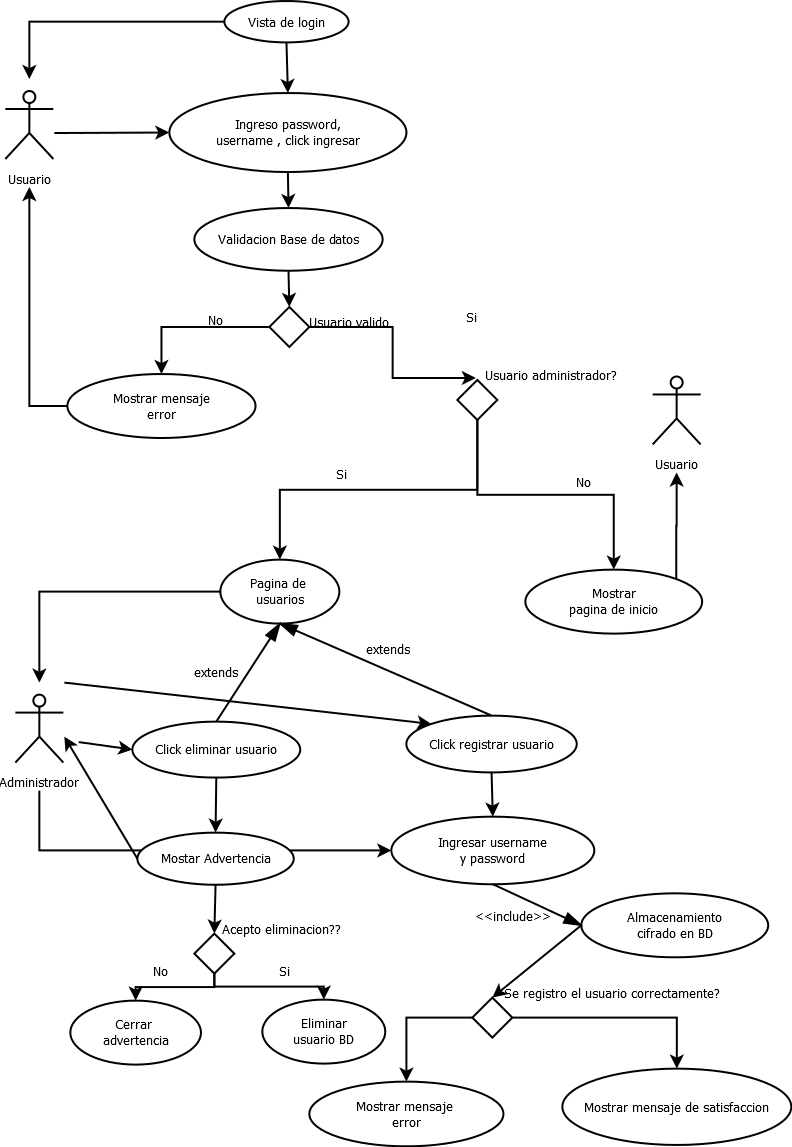 Vista de login
Ingreso password,
username , click ingresar
Usuario
Validacion Base de datos
No
Usuario valido
Si
Usuario administrador?
Mostrar mensaje
error
Usuario
Si
No
Pagina de
usuarios
Mostrar
pagina de inicio
extends
extends
Click eliminar usuario
Click registrar usuario
Administrador
Mostar Advertencia
Ingresar username
y password
<<include>>
Almacenamiento
cifrado en BD
Acepto eliminacion??
No
Si
Se registro el usuario correctamente?
Cerrar
advertencia
Eliminar
usuario BD
Mostrar mensaje
error
Mostrar mensaje de satisfaccion